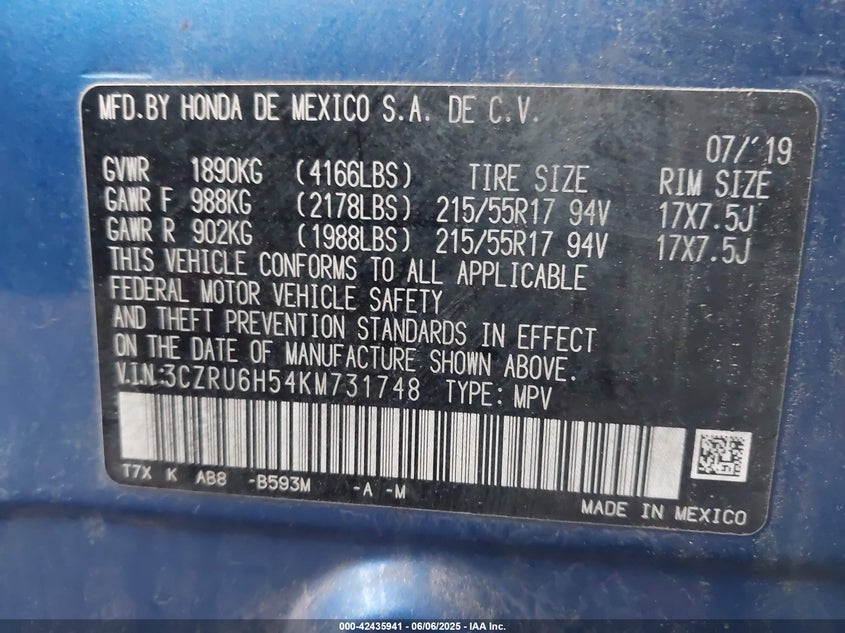 MFD.BY HONDA DE MEXICO S.A. DE C.V.
07/'19
GVWR 1890KG (4166LBS) TIRE SIZE RIM SIZE
GAWR F 988KG (2178LBS) 215/55R17 94V 17X7.5J
GAWR R 902KG (1988LBS) 215/55R17 94V 17X7.5J
THIS VEHICLE CONFORMS TO ALL APPLICABLE
FEDERAL MOTOR VEHICLE SAFETY
AND THEFT PREVENTION STANDARDS IN EFFECT
ON THE DATE OF MANUFACTURE SHOWN ABOVE.
V.I.N:3CZRU6H54KM731748 TYPE: MPV
T7X K AB8 -B593M -A -M
MADE IN MEXICO
000-42435941 - 06/06/2025 - IAA Inc.